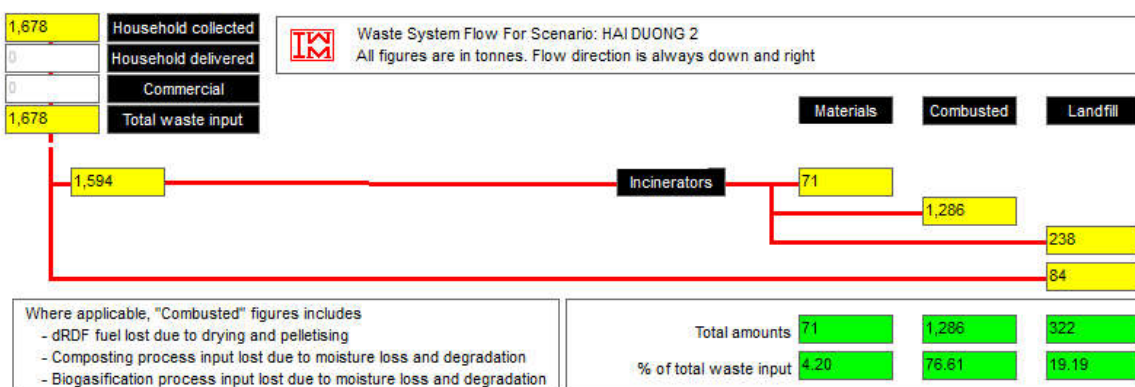 1,678 Household collected
0 Household delivered
0 Commercial
1,678 Total waste input
IWM
Waste System Flow For Scenario: HAI DUONG 2
All figures are in tonnes. Flow direction is always down and right
Materials Combusted Landfill
1,594 Incinerators 71
1,286
238
84
Where applicable, "Combusted" figures includes
- dRDF fuel lost due to drying and pelletising
- Composting process input lost due to moisture loss and degradation
- Biogasification process input lost due to moisture loss and degradation
Total amounts 71 1,286 322
% of total waste input 4.20 76.61 19.19